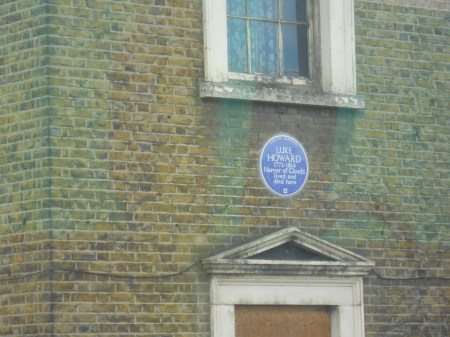 LUKE
HOWARD
1772-1864
Namer of Clouds
lived and
died here